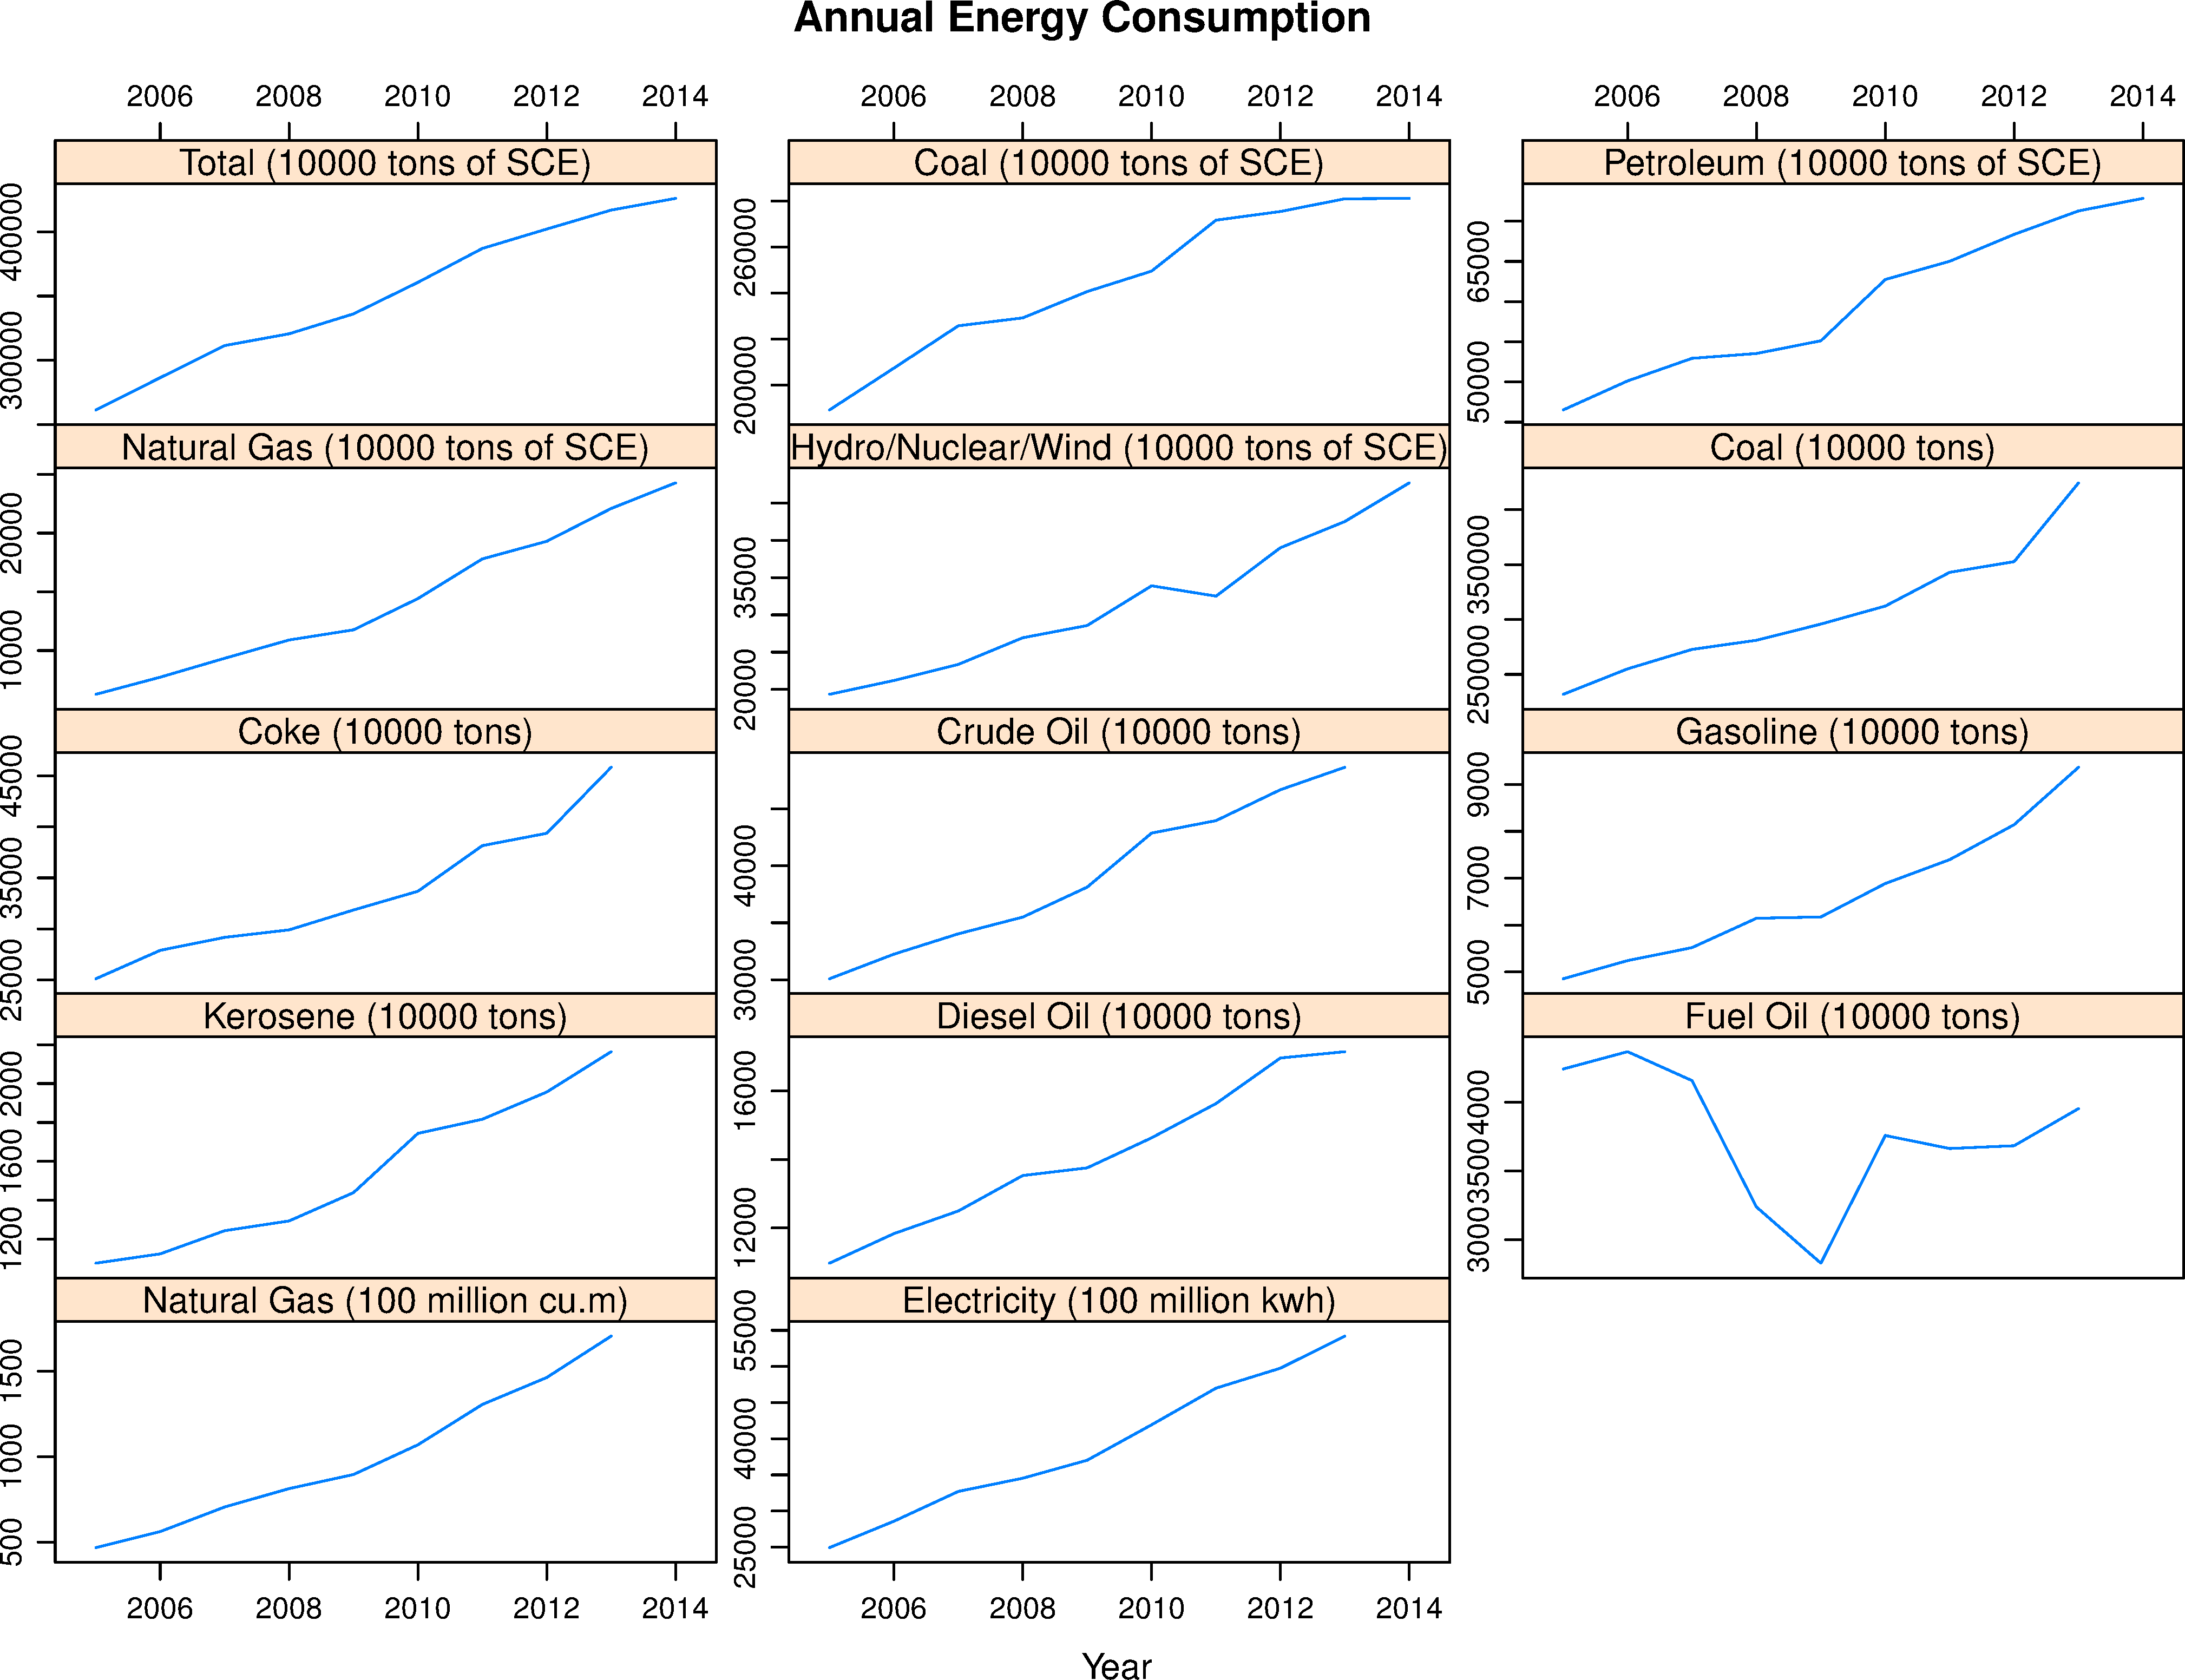 Annual Energy Consumption
2006 2008 2010 2012 2014 2006 2008 2010 2012 2014 2006 2008 2010 2012 2014
Total (10000 tons of SCE) Coal (10000 tons of SCE) Petroleum (10000 tons of SCE)
300000 400000 200000 260000 50000 65000
Natural Gas (10000 tons of SCE) Hydro/Nuclear/Wind (10000 tons of SCE) Coal (10000 tons)
10000 20000 20000 35000 250000 350000
Coke (10000 tons) Crude Oil (10000 tons) Gasoline (10000 tons)
25000 35000 45000 30000 40000 5000 7000 9000
Kerosene (10000 tons) Diesel Oil (10000 tons) Fuel Oil (10000 tons)
1200 1600 2000 12000 16000 3000 3500 4000
Natural Gas (100 million cu.m) Electricity (100 million kwh)
500 1000 1500 25000 40000 55000
2006 2008 2010 2012 2014 2006 2008 2010 2012 2014
Year